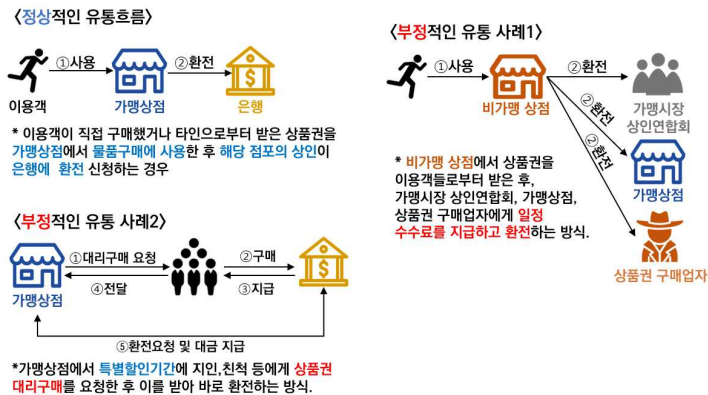 <정상적인 유통흐름>
①사용
②환전
이용객
가맹상점
은행
* 이용객이 직접 구매했거나 타인으로부터 받은 상품권을
가맹상점에서 물품구매에 사용한 후 해당 점포의 상인이
은행에 환전 신청하는 경우
<부정적인 유통 사례1>
①사용
②환전
②환전
②환전
비가맹 상점
가맹시장
상인연합회
가맹상점
상품권 구매업자
* 비가맹 상점에서 상품권을
이용객들로부터 받은 후,
가맹시장 상인연합회, 가맹상점,
상품권 구매업자에게 일정
수수료를 지급하고 환전하는 방식.
<부정적인 유통 사례2>
①대리구매 요청
②구매
④전달
③지급
가맹상점
⑤환전요청 및 대금 지급
*가맹상점에서 특별할인기간에 지인,친척 등에게 상품권
대리구매를 요청한 후 이를 받아 바로 환전하는 방식.